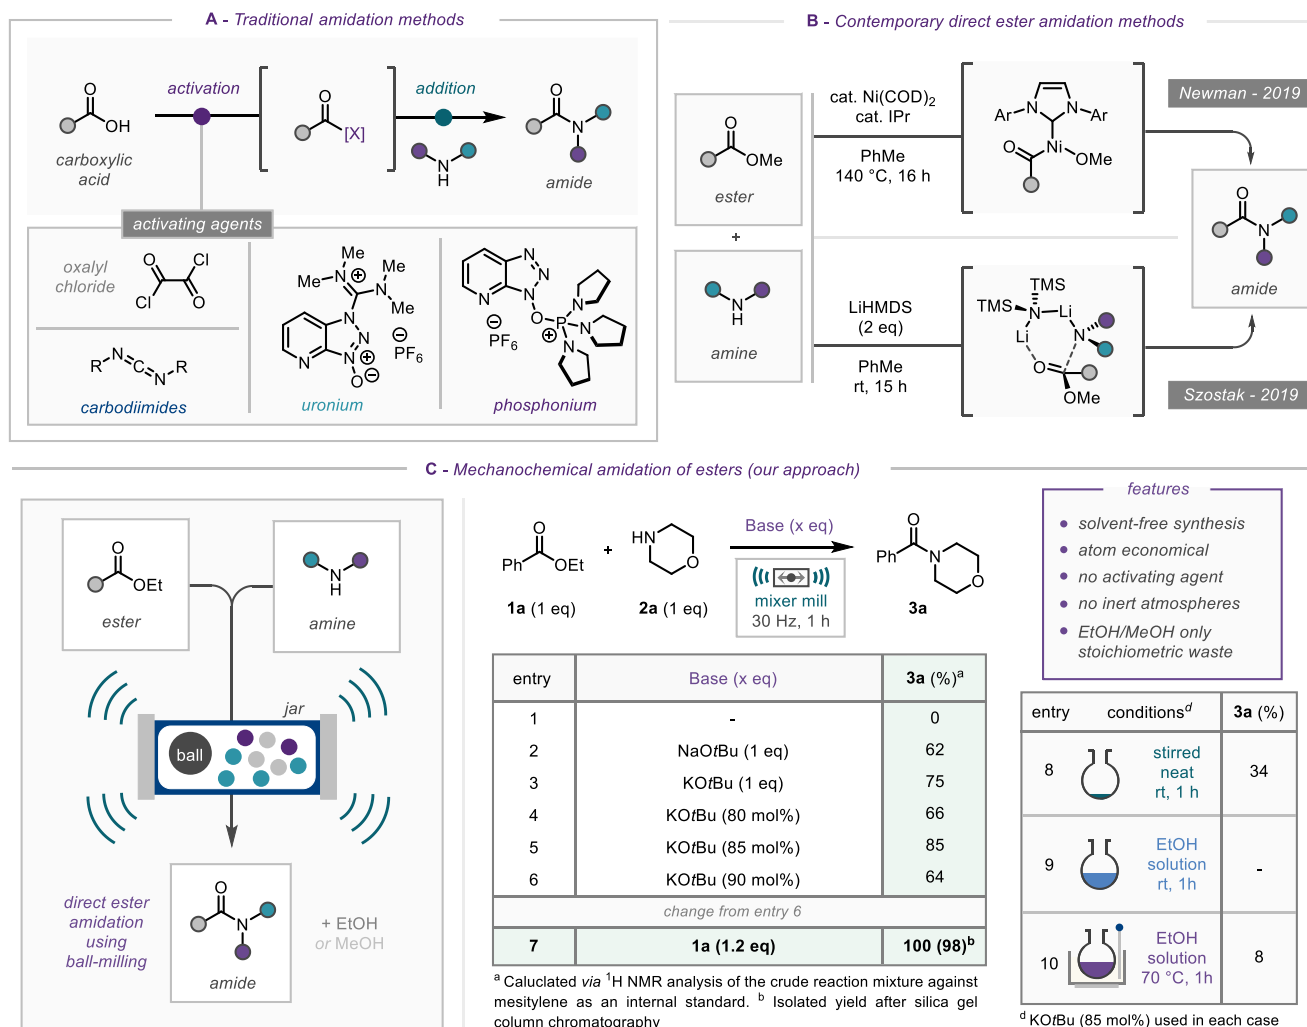 A - Traditional amidation methods
activation
addition
O
OH
carboxylic
acid
O
[X]
N
H
O
N
amide
activating agents
oxalyl
chloride
O
Cl
Cl
O
R
N
C
N
R
carbodiimides
Me
Me
N
⊕
N
Me
Me
N
N
N
N
⊕
O
⊖
⊖
PF6
uronium
N
N
N
N
O
P
⊕
N
N
N
⊖
PF6
phosphonium
B - Contemporary direct ester amidation methods
O
OMe
ester
+
N
H
amine
cat. Ni(COD)2
cat. IPr
PhMe
140 °C, 16 h
Ar
N
N
Ar
Ni
O
OMe
Newman - 2019
LiHMDS
(2 eq)
PhMe
rt, 15 h
TMS
TMS
N
Li
Li
N
O
OMe
Szostak - 2019
O
N
amide
C - Mechanochemical amidation of esters (our approach)
O
OEt
ester
N
H
amine
jar
ball
direct ester
amidation
using
ball-milling
O
N
amide
+ EtOH
or MeOH
O
Ph
OEt
1a (1 eq)
+
HN
O
2a (1 eq)
Base (x eq)
mixer mill
30 Hz, 1 h
O
Ph
N
O
3a
entry Base (x eq) 3a (%)a
1 - 0
2 NaOtBu (1 eq) 62
3 KOtBu (1 eq) 75
4 KOtBu (80 mol%) 66
5 KOtBu (85 mol%) 85
6 KOtBu (90 mol%) 64
change from entry 6
7 1a (1.2 eq) 100 (98)b
a Caluclated via 1H NMR analysis of the crude reaction mixture against
mesitylene as an internal standard. b Isolated yield after silica gel
column chromatography
features
• solvent-free synthesis
• atom economical
• no activating agent
• no inert atmospheres
• EtOH/MeOH only
stoichiometric waste
entry conditionsd 3a (%)
8 stirred
neat
rt, 1 h
34
9 EtOH
solution
rt, 1h
-
10 EtOH
solution
70 °C, 1h
8
d KOtBu (85 mol%) used in each case